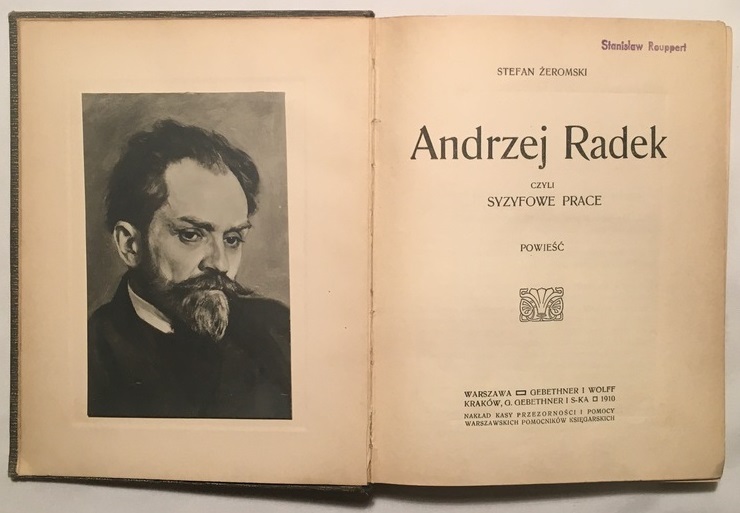 Stanisław Rouppert
STEFAN ŻEROMSKI
Andrzej Radek
CZYLI
SYZYFOWE PRACE
POWIEŚĆ
WARSZAWA GEBETHNER I WOLFF
KRAKÓW, G. GEBETHNER I S-KA 1910
NAKŁAD KASY PRZEZORNOŚCI I POMOCY
WARSZAWSKICH POMOCNIKÓW KSIĘGARSKICH